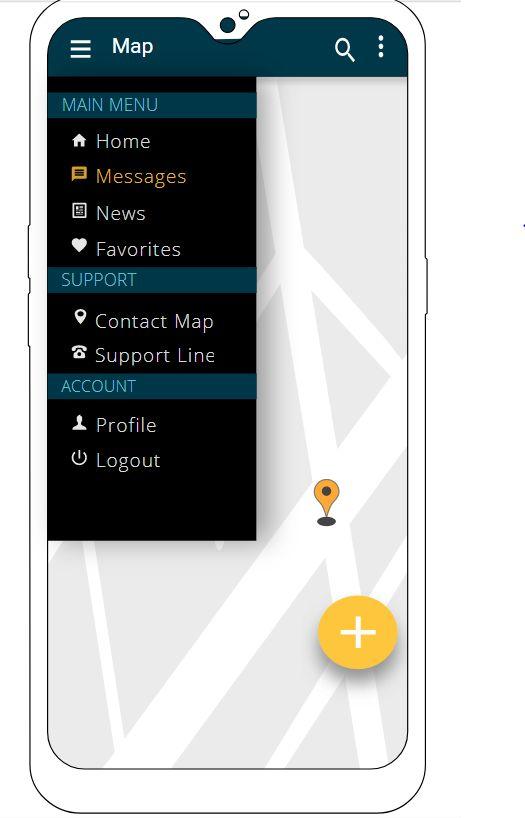 Map
MAIN MENU
Home
Messages
News
Favorites
SUPPORT
Contact Map
Support Line
ACCOUNT
Profile
Logout